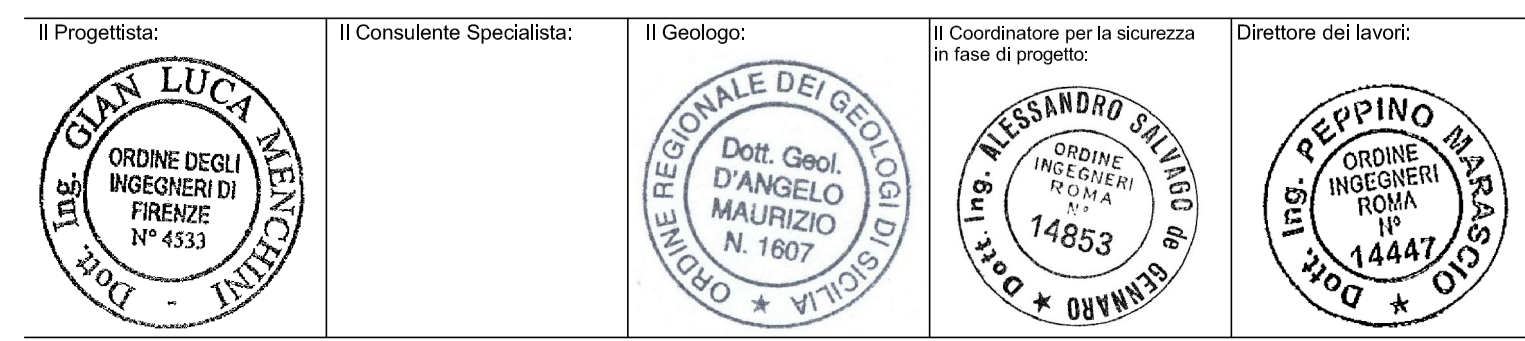 Il Progettista:
Dott. Ing. GIAN LUCA MENCHINI -
ORDINE DEGLI
INGEGNERI DI
FIRENZE
N° 4533
Il Consulente Specialista:
Il Geologo:
ORDINE REGIONALE DEI GEOLOGI DI SICILIA ★
Dott. Geol.
D'ANGELO
MAURIZIO
N. 1607
Il Coordinatore per la sicurezza
in fase di progetto:
Dott. Ing. ALESSANDRO SALVAGO de GENNARO ★
ORDINE
INGEGNERI
ROMA
N°
14853
Direttore dei lavori:
Dott. Ing. PEPPINO MARASCIO ★
ORDINE
INGEGNERI
ROMA
N°
14447